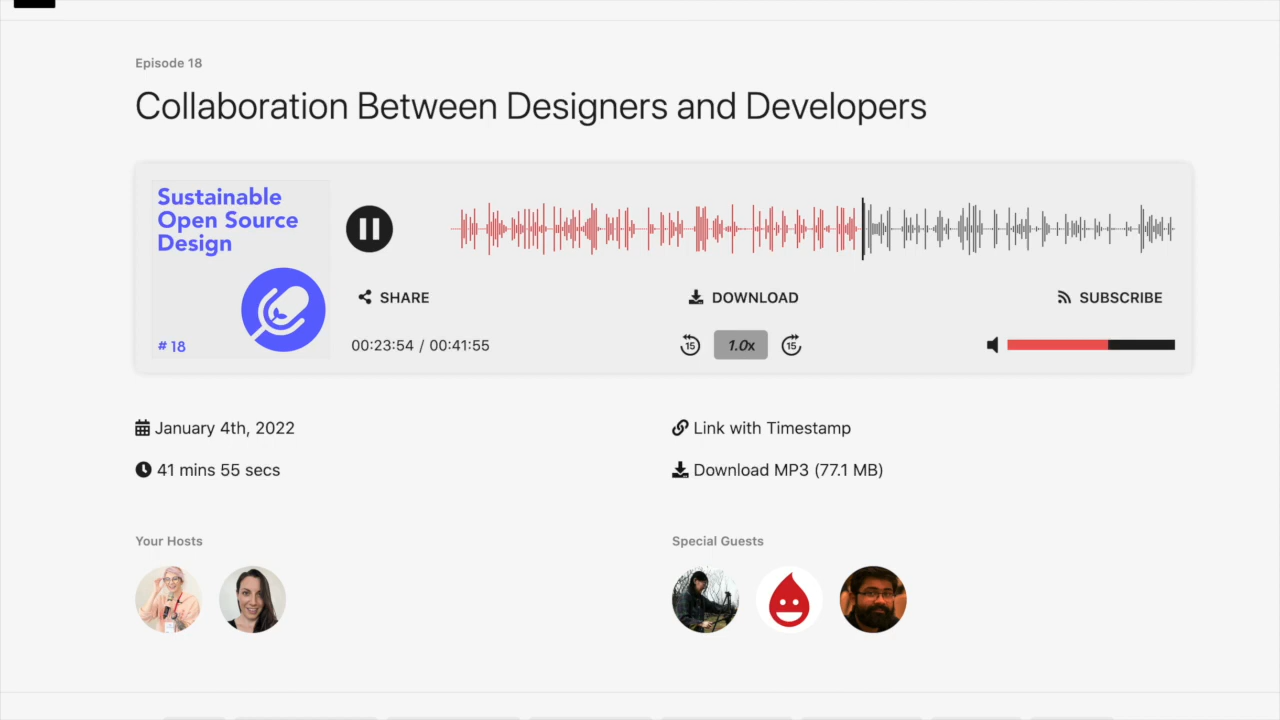 Episode 18
Collaboration Between Designers and Developers
Sustainable
Open Source
Design
# 18
SHARE
DOWNLOAD
SUBSCRIBE
00:23:54 / 00:41:55
15
1.0x
15
January 4th, 2022
Link with Timestamp
41 mins 55 secs
Download MP3 (77.1 MB)
Your Hosts
Special Guests